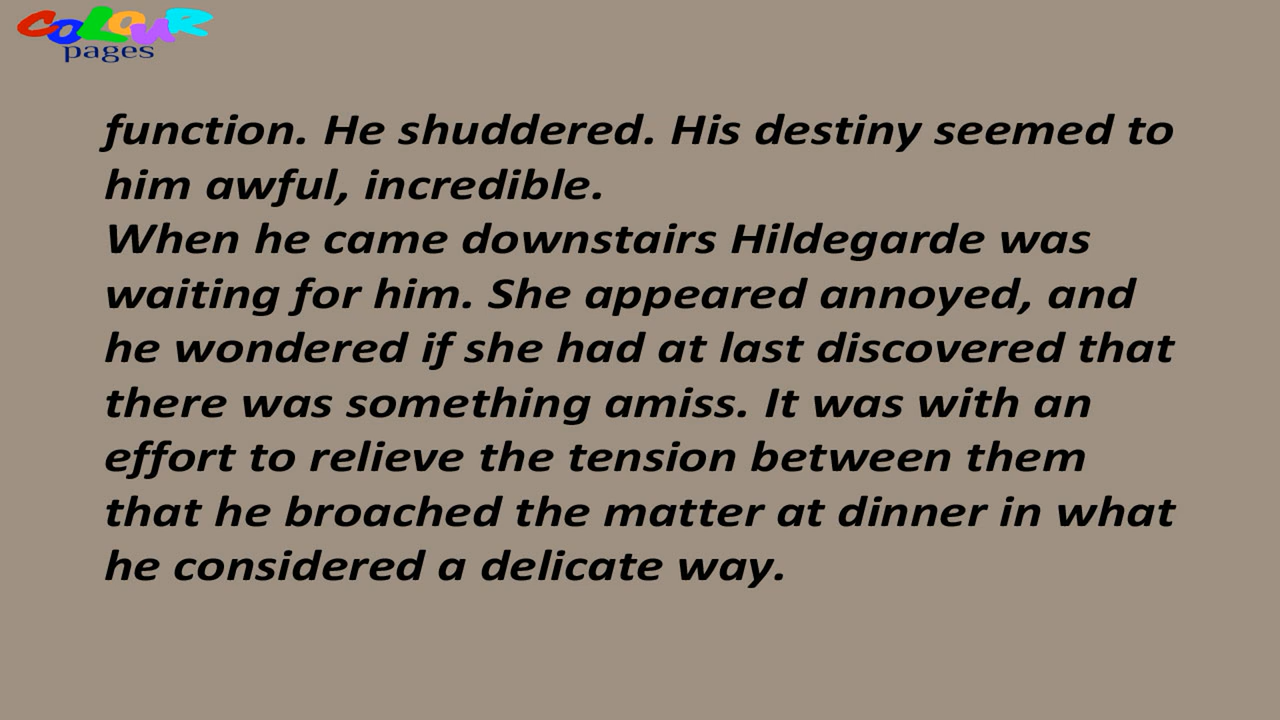 COLOUR
pages
function. He shuddered. His destiny seemed to
him awful, incredible.
When he came downstairs Hildegarde was
waiting for him. She appeared annoyed, and
he wondered if she had at last discovered that
there was something amiss. It was with an
effort to relieve the tension between them
that he broached the matter at dinner in what
he considered a delicate way.